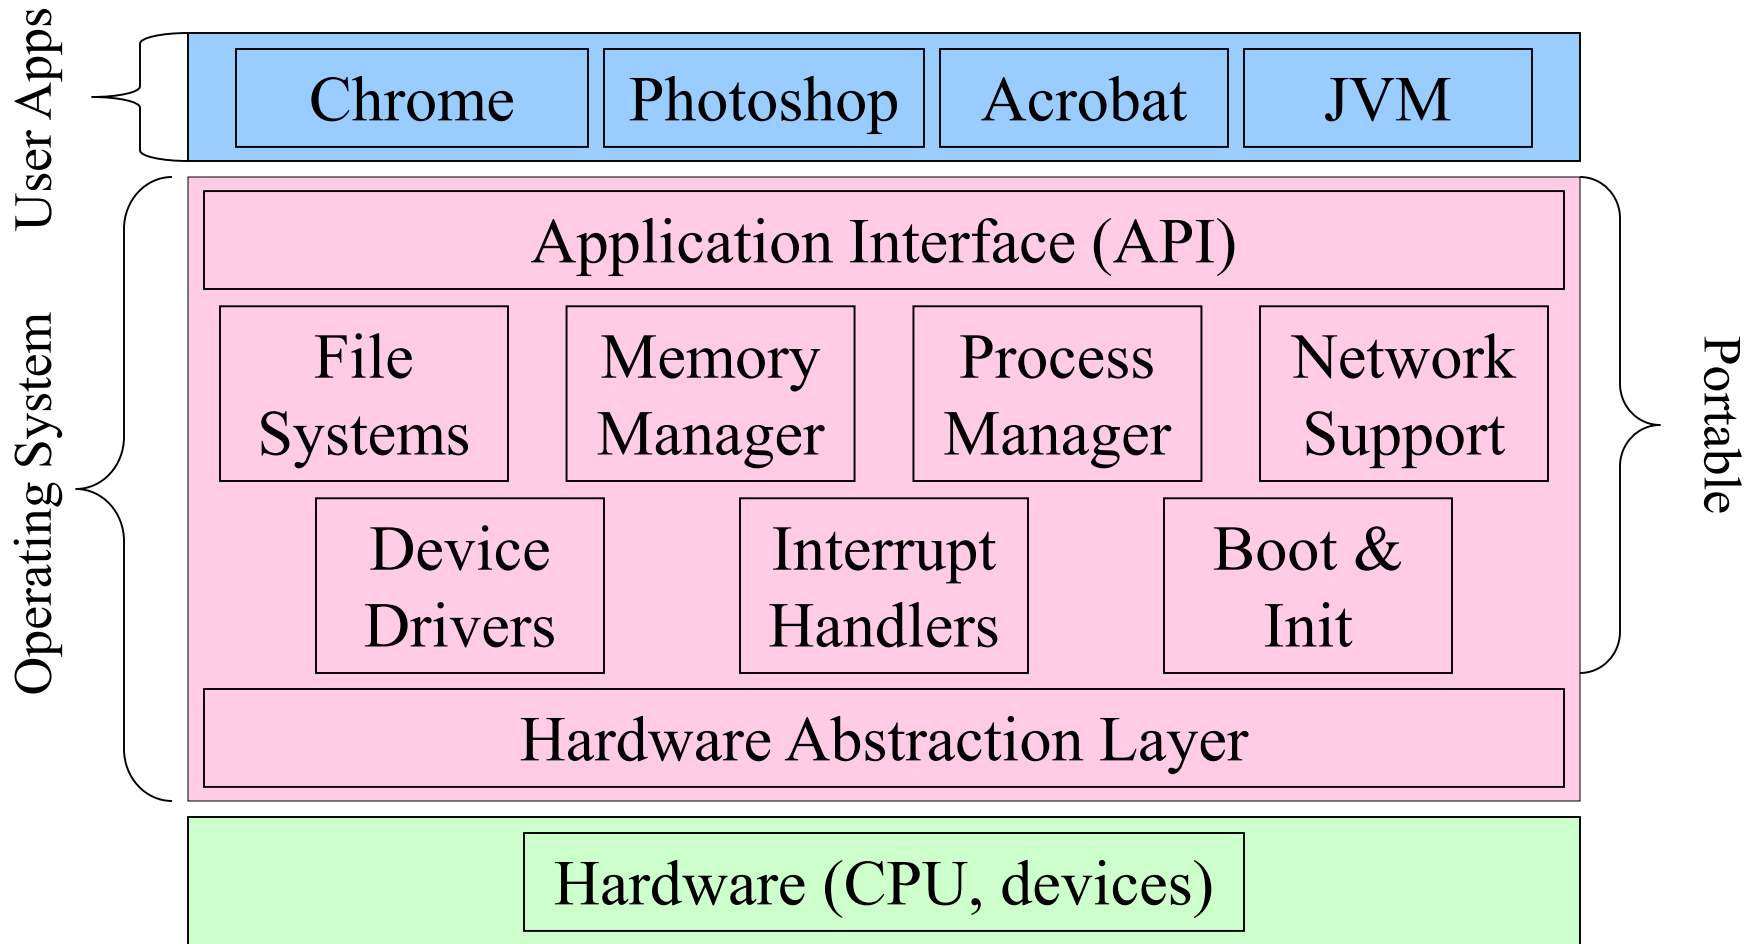 User Apps
Chrome
Photoshop
Acrobat
JVM
Operating System
Application Interface (API)
File
Systems
Memory
Manager
Process
Manager
Network
Support
Device
Drivers
Interrupt
Handlers
Boot &
Init
Hardware Abstraction Layer
Portable
Hardware (CPU, devices)